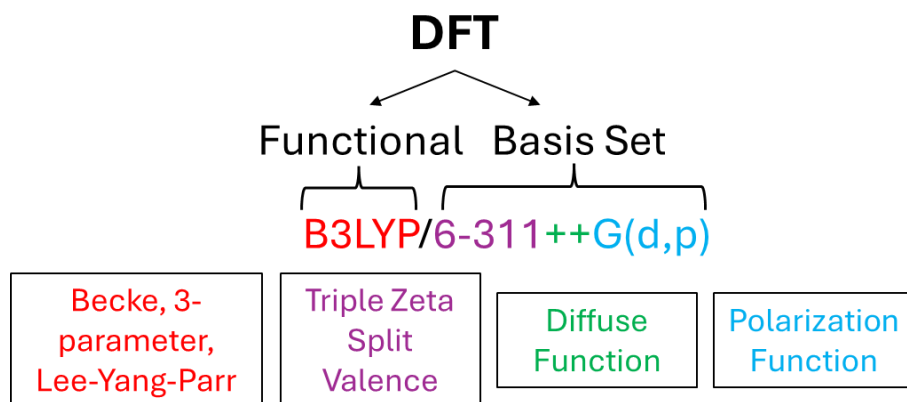 DFT
Functional Basis Set
B3LYP/6-311++G(d,p)
Becke, 3-
parameter,
Lee-Yang-Parr
Triple Zeta
Split
Valence
Diffuse
Function
Polarization
Function